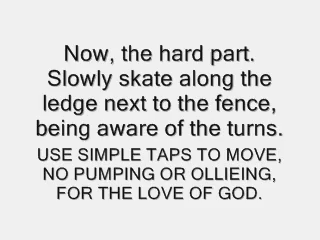 Now, the hard part.
Slowly skate along the
ledge next to the fence,
being aware of the turns.
USE SIMPLE TAPS TO MOVE,
NO PUMPING OR OLLIEING,
FOR THE LOVE OF GOD.